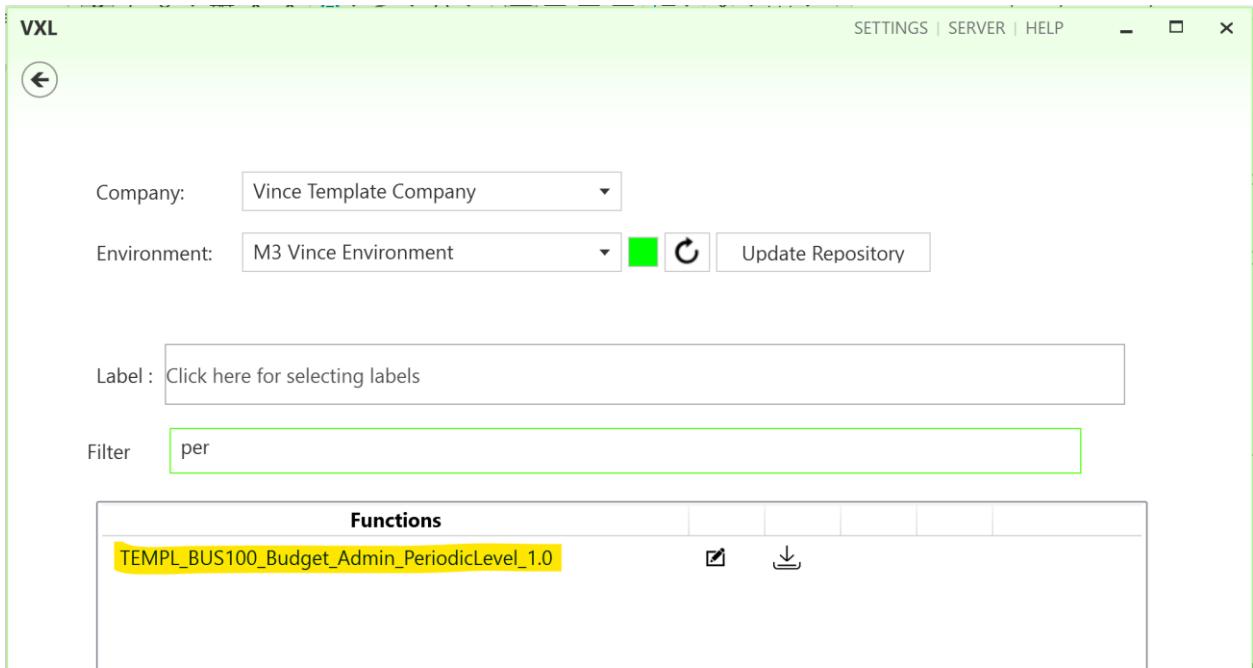 VXL
SETTINGS | SERVER | HELP
Company: Vince Template Company
Environment: M3 Vince Environment Update Repository
Label : Click here for selecting labels
Filter per
Functions
TEMPL_BUS100_Budget_Admin_PeriodicLevel_1.0